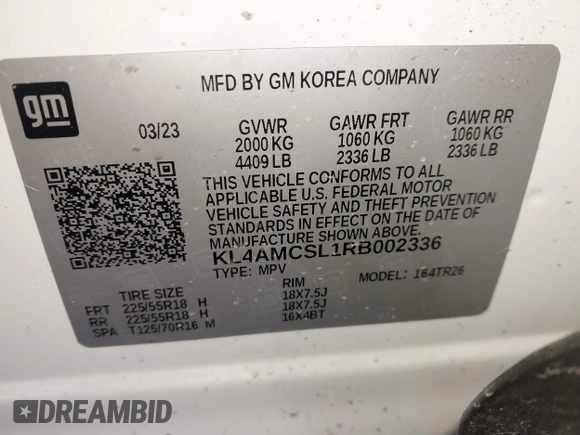 gm
MFD BY GM KOREA COMPANY
03/23 GVWR GAWR FRT GAWR RR
2000 KG 1060 KG 1060 KG
4409 LB 2336 LB 2336 LB
THIS VEHICLE CONFORMS TO ALL
APPLICABLE U.S. FEDERAL MOTOR
VEHICLE SAFETY AND THEFT PREVENTION
STANDARDS IN EFFECT ON THE DATE OF
MANUFACTURE SHOWN ABOVE.
KL4AMCSL1RB002336
TYPE: MPV MODEL: 164TR26
TIRE SIZE RIM
FRT 225/55R18 H 18X7.5J
RR 225/55R18 H 18X7.5J
SPA T125/70R16 M 16X4BT
DREAMBID